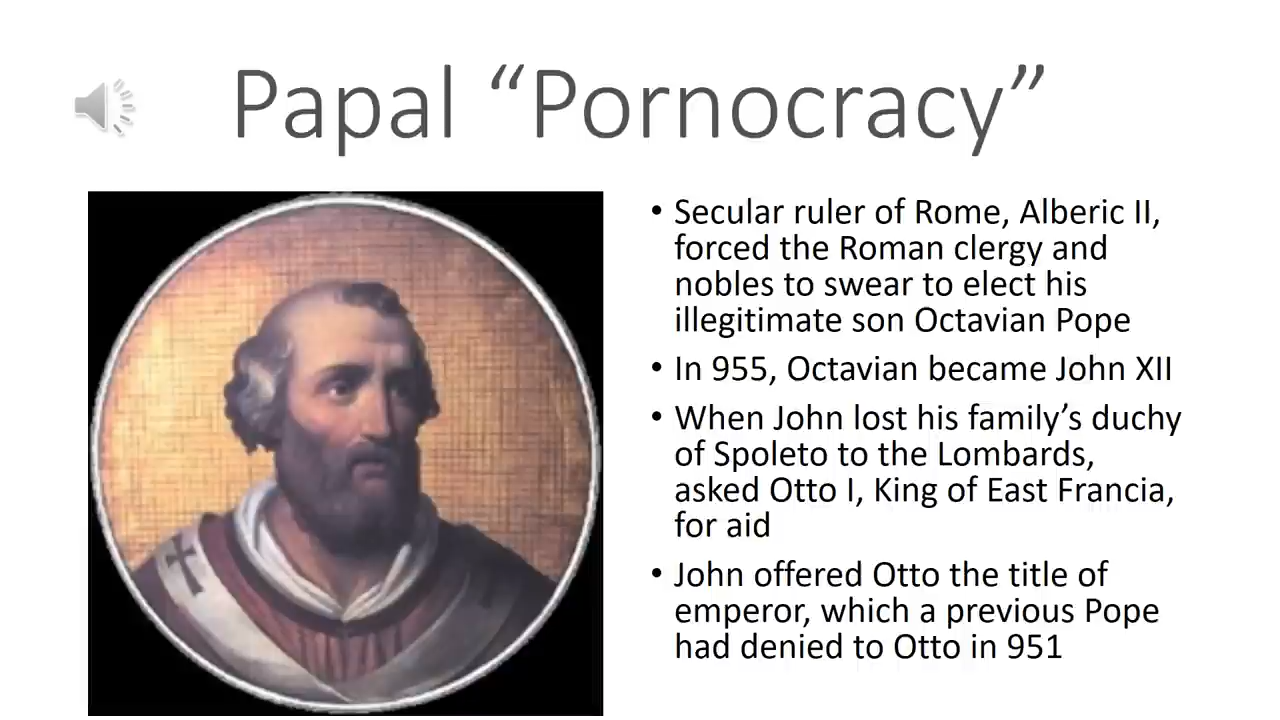 Papal “Pornocracy”
• Secular ruler of Rome, Alberic II,
forced the Roman clergy and
nobles to swear to elect his
illegitimate son Octavian Pope
• In 955, Octavian became John XII
• When John lost his family’s duchy
of Spoleto to the Lombards,
asked Otto I, King of East Francia,
for aid
• John offered Otto the title of
emperor, which a previous Pope
had denied to Otto in 951